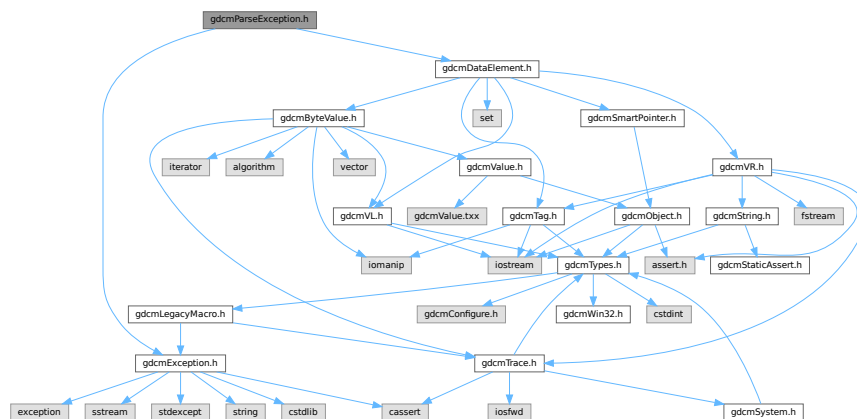 gdcmParseException.h
gdcmDataElement.h
gdcmByteValue.h
set
gdcmSmartPointer.h
iterator
algorithm
vector
gdcmValue.h
gdcmVR.h
gdcmValue.txx
gdcmVL.h
gdcmTag.h
gdcmObject.h
gdcmString.h
fstream
iomanip
iostream
gdcmTypes.h
assert.h
gdcmStaticAssert.h
gdcmLegacyMacro.h
gdcmConfigure.h
gdcmWin32.h
cstdint
gdcmException.h
gdcmTrace.h
exception
sstream
stdexcept
string
cstdlib
cassert
iosfwd
gdcmSystem.h